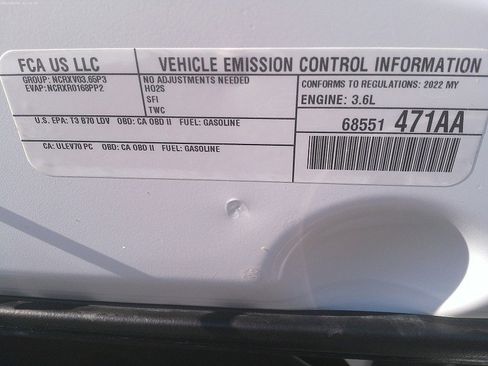 FCA US LLC
VEHICLE EMISSION CONTROL INFORMATION
GROUP: NCRXV03.65P3
EVAP: NCRXR0168PP2
NO ADJUSTMENTS NEEDED
HO2S
SFI
TWC
CONFORMS TO REGULATIONS: 2022 MY
ENGINE: 3.6L
U.S. EPA: T3 B70 LDV OBD: CA OBD II FUEL: GASOLINE
68551 471AA
CA: ULEV70 PC OBD: CA OBD II FUEL: GASOLINE